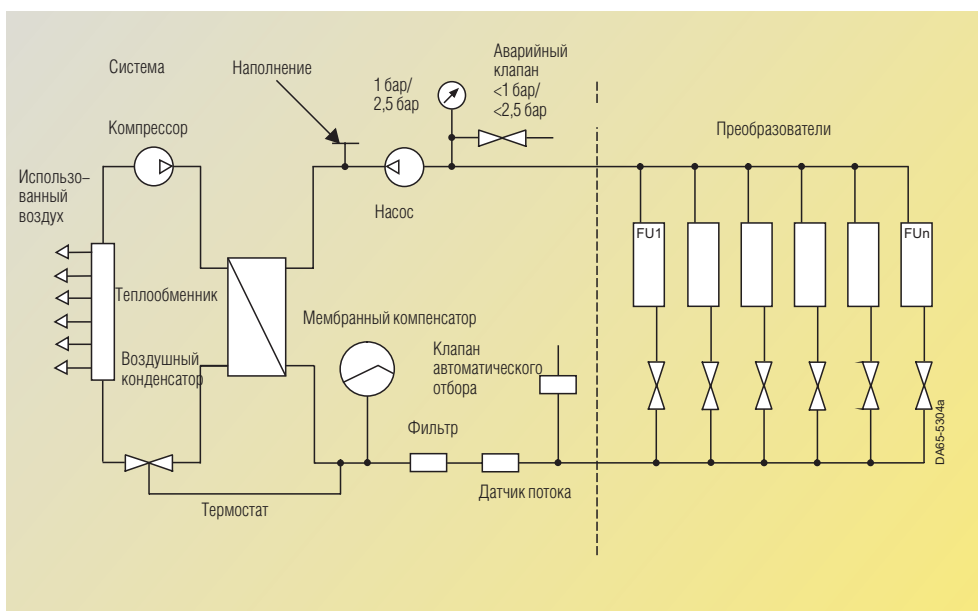 Система
Наполнение
1 бар/
2,5 бар
Аварийный
клапан
<1 бар/
<2,5 бар
Преобразователи
Компрессор
Использо–
ванный
воздух
Насос
FU1
FUn
Теплообменник
Мембранный компенсатор
Воздушный
конденсатор
Клапан
автоматического
отбора
Фильтр
Датчик потока
Термостат
DA65-5304a